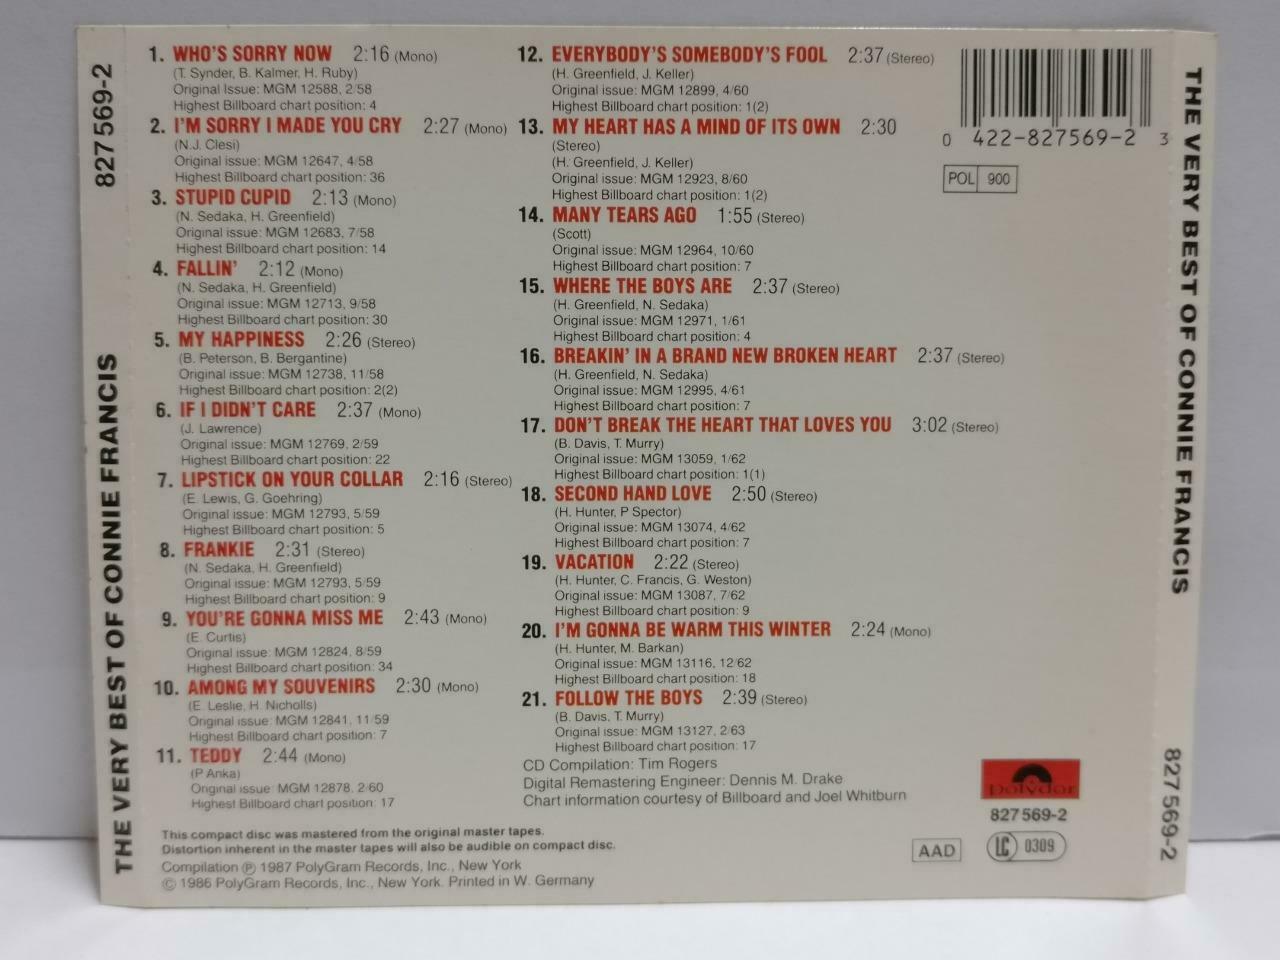 827 569-2
THE VERY BEST OF CONNIE FRANCIS
1. WHO'S SORRY NOW 2:16 (Mono)
(T. Synder, B. Kalmer, H. Ruby)
Original Issue: MGM 12588, 2/58
Highest Billboard chart position: 4
2. I'M SORRY I MADE YOU CRY 2:27 (Mono)
(N.J. Clesi)
Original issue: MGM 12647, 4/58
Highest Billboard chart position: 36
3. STUPID CUPID 2:13 (Mono)
(N. Sedaka, H. Greenfield)
Original issue: MGM 12683, 7/58
Highest Billboard chart position: 14
4. FALLIN' 2:12 (Mono)
(N. Sedaka, H. Greenfield)
Original issue: MGM 12713, 9/58
Highest Billboard chart position: 30
5. MY HAPPINESS 2:26 (Stereo)
(B. Peterson, B. Bergantine)
Original issue: MGM 12738, 11/58
Highest Billboard chart position: 2(2)
6. IF I DIDN'T CARE 2:37 (Mono)
(J. Lawrence)
Original issue: MGM 12769, 2/59
Highest Billboard chart position: 22
7. LIPSTICK ON YOUR COLLAR 2:16 (Stereo)
(E. Lewis, G. Goehring)
Original issue: MGM 12793, 5/59
Highest Billboard chart position: 5
8. FRANKIE 2:31 (Stereo)
(N. Sedaka, H. Greenfield)
Original issue: MGM 12793, 5/59
Highest Billboard chart position: 9
9. YOU'RE GONNA MISS ME 2:43 (Mono)
(E. Curtis)
Original issue: MGM 12824, 8/59
Highest Billboard chart position: 34
10. AMONG MY SOUVENIRS 2:30 (Mono)
(E. Leslie, H. Nicholls)
Original issue: MGM 12841, 11/59
Highest Billboard chart position: 7
11. TEDDY 2:44 (Mono)
(P Anka)
Original issue: MGM 12878, 2/60
Highest Billboard chart position: 17
12. EVERYBODY'S SOMEBODY'S FOOL 2:37 (Stereo)
(H. Greenfield, J. Keller)
Original issue: MGM 12899, 4/60
Highest Billboard chart position: 1(2)
13. MY HEART HAS A MIND OF ITS OWN 2:30
(Stereo)
(H. Greenfield, J. Keller)
Original issue: MGM 12923, 8/60
Highest Billboard chart position: 1(2)
14. MANY TEARS AGO 1:55 (Stereo)
(Scott)
Original issue: MGM 12964, 10/60
Highest Billboard chart position: 7
15. WHERE THE BOYS ARE 2:37 (Stereo)
(H. Greenfield, N. Sedaka)
Original issue: MGM 12971, 1/61
Highest Billboard chart position: 4
16. BREAKIN' IN A BRAND NEW BROKEN HEART 2:37 (Stereo)
(H. Greenfield, N. Sedaka)
Original issue: MGM 12995, 4/61
Highest Billboard chart position: 7
17. DON'T BREAK THE HEART THAT LOVES YOU 3:02 (Stereo)
(B. Davis, T. Murry)
Original issue: MGM 13059, 1/62
Highest Billboard chart position: 1(1)
18. SECOND HAND LOVE 2:50 (Stereo)
(H. Hunter, P Spector)
Original issue: MGM 13074, 4/62
Highest Billboard chart position: 7
19. VACATION 2:22 (Stereo)
(H. Hunter, C. Francis, G. Weston)
Original issue: MGM 13087, 7/62
Highest Billboard chart position: 9
20. I'M GONNA BE WARM THIS WINTER 2:24 (Mono)
(H. Hunter, M. Barkan)
Original issue: MGM 13116, 12/62
Highest Billboard chart position: 18
21. FOLLOW THE BOYS 2:39 (Stereo)
(B. Davis, T. Murry)
Original issue: MGM 13127, 2/63
Highest Billboard chart position: 17
CD Compilation: Tim Rogers
Digital Remastering Engineer: Dennis M. Drake
Chart information courtesy of Billboard and Joel Whitburn
This compact disc was mastered from the original master tapes.
Distortion inherent in the master tapes will also be audible on compact disc.
Compilation ℗ 1987 PolyGram Records, Inc., New York
© 1986 PolyGram Records, Inc., New York. Printed in W. Germany
0 422-827569-2 3
POL 900
polydor
827 569-2
AAD
LC 0309
THE VERY BEST OF CONNIE FRANCIS
827 569-2